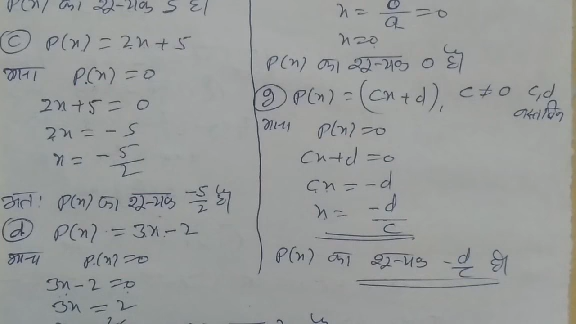 P(x) का शून्यक 5 है।
(c) P(x) = 2x + 5
माना P(x) = 0
2x + 5 = 0
2x = - 5
x = - 5/2
अतः P(x) का शून्यक -5/2 है।
(d) P(x) = 3x - 2
माना P(x) = 0
3x - 2 = 0
3x = 2
x = 0/a = 0
x = 0
P(x) का शून्यक 0 है।
P(x) = (cx + d), c ≠ 0 c,d
माना P(x) = 0
cx + d = 0
cx = - d
x = -d/c
P(x) का शून्यक -d/c है।